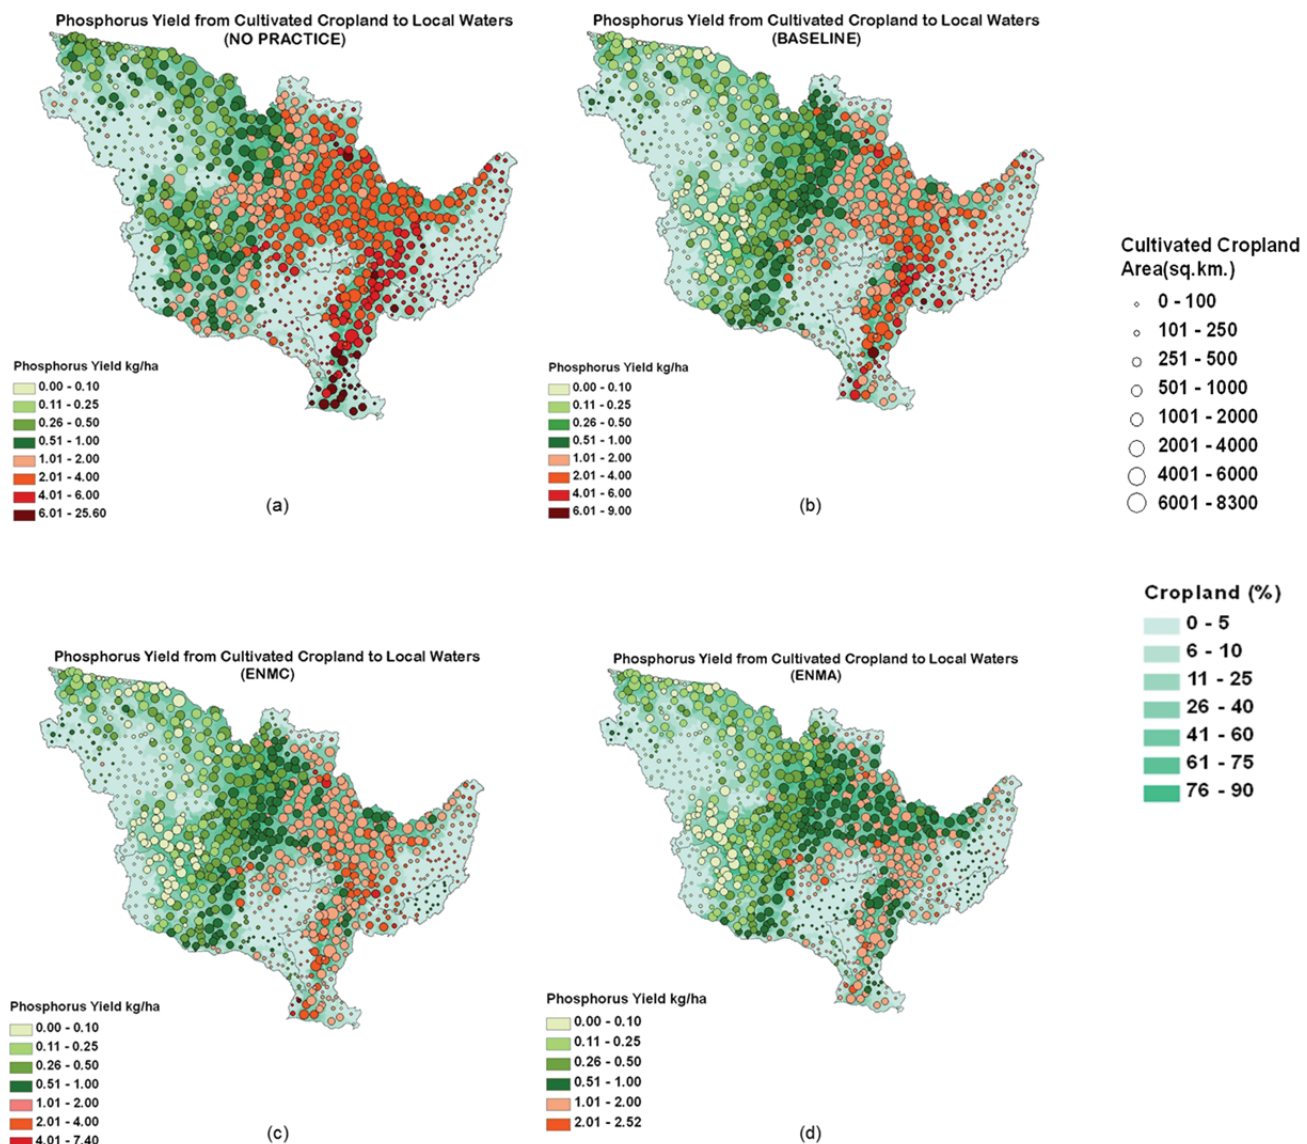 Phosphorus Yield from Cultivated Cropland to Local Waters
(NO PRACTICE)
Phosphorus Yield kg/ha
0.00 - 0.10
0.11 - 0.25
0.26 - 0.50
0.51 - 1.00
1.01 - 2.00
2.01 - 4.00
4.01 - 6.00
6.01 - 25.60
(a)
Phosphorus Yield from Cultivated Cropland to Local Waters
(BASELINE)
Phosphorus Yield kg/ha
0.00 - 0.10
0.11 - 0.25
0.26 - 0.50
0.51 - 1.00
1.01 - 2.00
2.01 - 4.00
4.01 - 6.00
6.01 - 9.00
(b)
Cultivated Cropland
Area(sq.km.)
0 - 100
101 - 250
251 - 500
501 - 1000
1001 - 2000
2001 - 4000
4001 - 6000
6001 - 8300
Cropland (%)
0 - 5
6 - 10
11 - 25
26 - 40
41 - 60
61 - 75
76 - 90
Phosphorus Yield from Cultivated Cropland to Local Waters
(ENMC)
Phosphorus Yield kg/ha
0.00 - 0.10
0.11 - 0.25
0.26 - 0.50
0.51 - 1.00
1.01 - 2.00
2.01 - 4.00
4.01 - 7.40
(c)
Phosphorus Yield from Cultivated Cropland to Local Waters
(ENMA)
Phosphorus Yield kg/ha
0.00 - 0.10
0.11 - 0.25
0.26 - 0.50
0.51 - 1.00
1.01 - 2.00
2.01 - 2.52
(d)